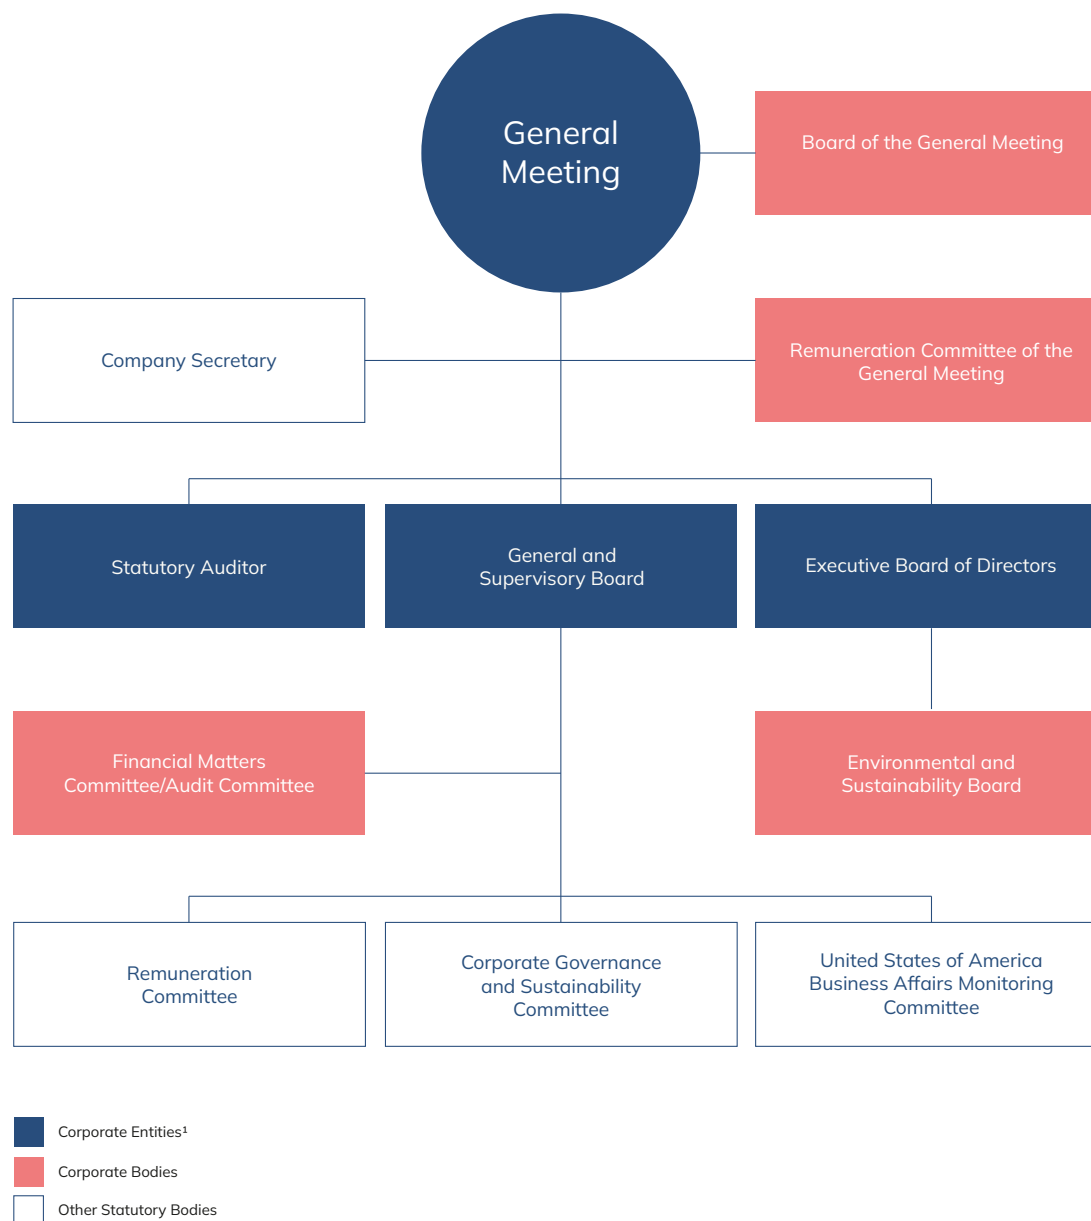 General
Meeting
Board of the General Meeting
Company Secretary
Remuneration Committee of the
General Meeting
Statutory Auditor
General and
Supervisory Board
Executive Board of Directors
Financial Matters
Committee/Audit Committee
Environmental and
Sustainability Board
Remuneration
Committee
Corporate Governance
and Sustainability
Committee
United States of America
Business Affairs Monitoring
Committee
Corporate Entities¹
Corporate Bodies
Other Statutory Bodies